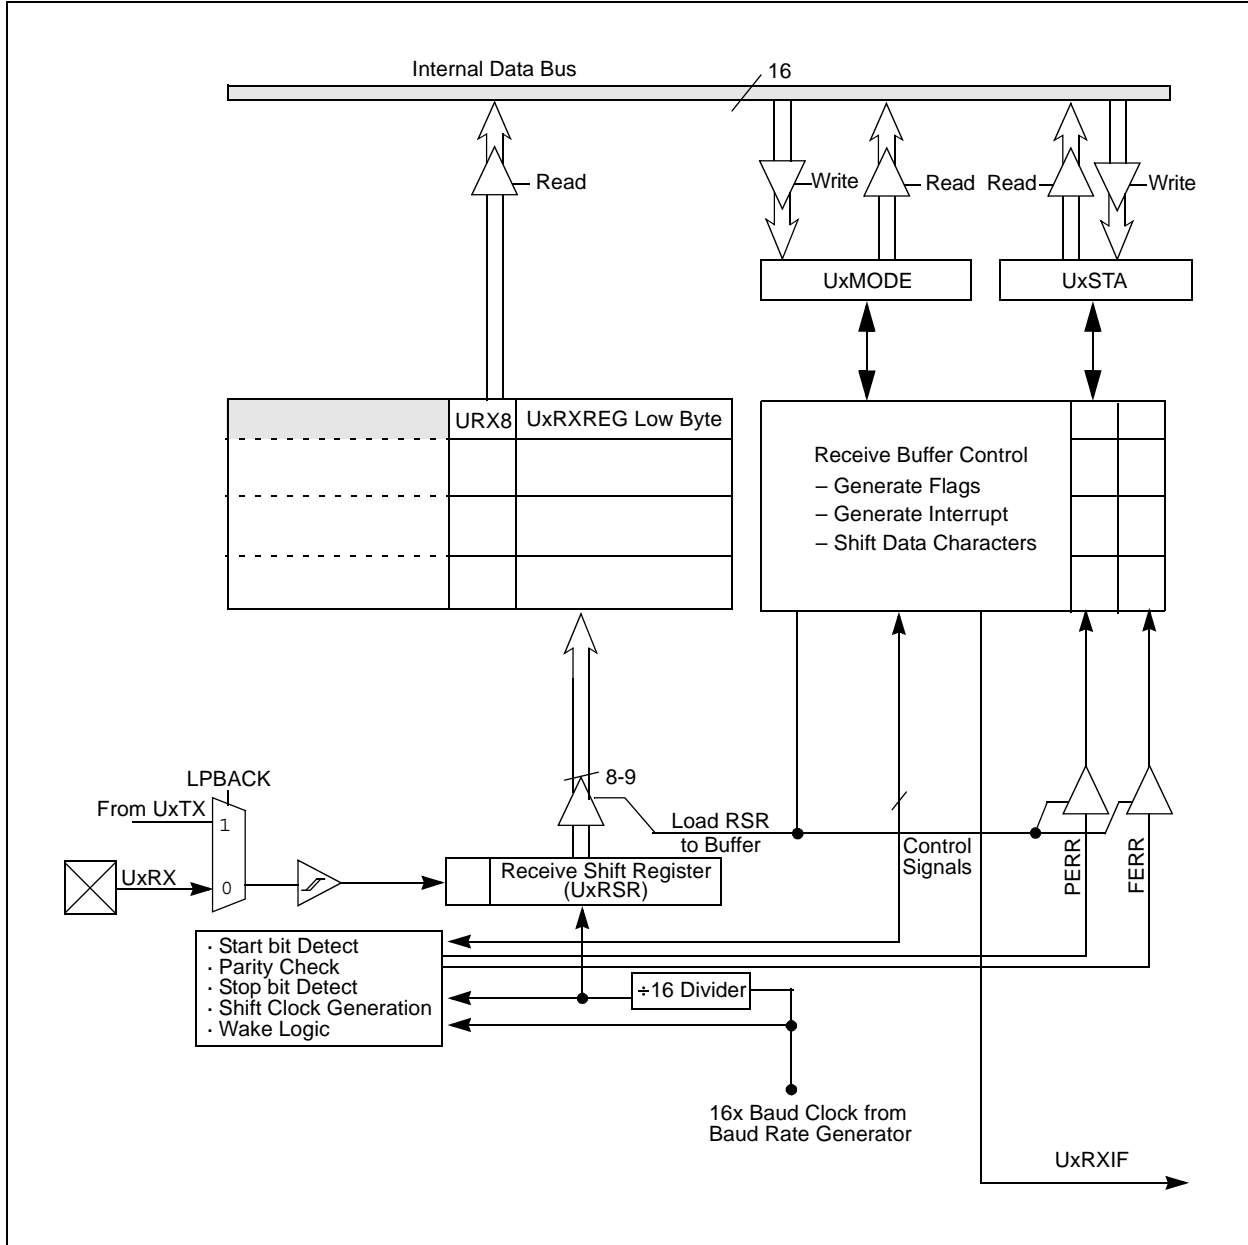 Internal Data Bus
16
Read
Write
Read
Read
Write
UxMODE
UxSTA
URX8
UxRXREG Low Byte
Receive Buffer Control
– Generate Flags
– Generate Interrupt
– Shift Data Characters
LPBACK
8-9
From UxTX
1
Load RSR
to Buffer
Control
Signals
PERR
FERR
UxRX
0
Receive Shift Register
(UxRSR)
· Start bit Detect
· Parity Check
· Stop bit Detect
· Shift Clock Generation
· Wake Logic
÷16 Divider
16x Baud Clock from
Baud Rate Generator
UxRXIF